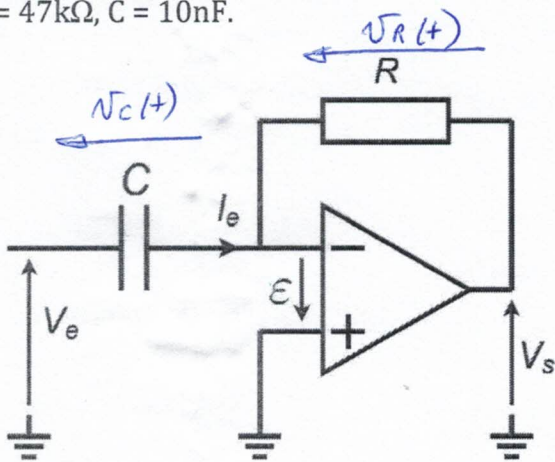 = 47kΩ, C = 10nF.
𝒱R(t)
R
𝒱C(t)
C
Ie
ε
Ve
Vs